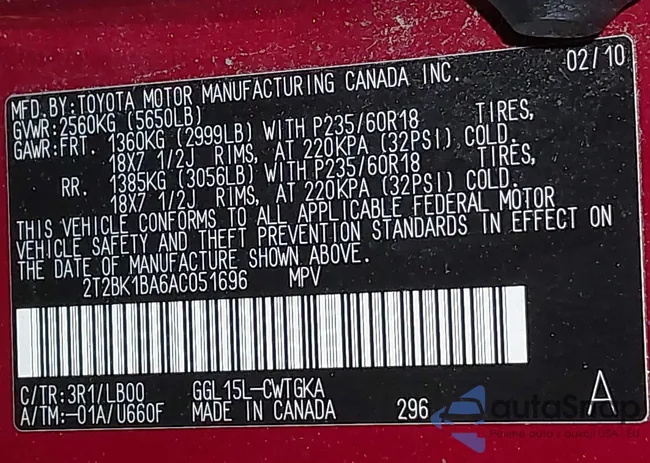 02/10
MFD.BY:TOYOTA MOTOR MANUFACTURING CANADA INC.
GVWR:2560KG (5650LB)
GAWR:FRT. 1360KG (2999LB) WITH P235/60R18 TIRES,
18X7 1/2J RIMS, AT 220KPA (32PSI) COLD.
RR. 1385KG (3056LB) WITH P235/60R18 TIRES,
18X7 1/2J RIMS, AT 220KPA (32PSI) COLD.
THIS VEHICLE CONFORMS TO ALL APPLICABLE FEDERAL MOTOR
VEHICLE SAFETY AND THEFT PREVENTION STANDARDS IN EFFECT ON
THE DATE OF MANUFACTURE SHOWN ABOVE.
2T2BK1BA6AC051696 MPV
C/TR:3R1/LB00 GGL15L-CWTGKA
A/TM:-01A/U660F MADE IN CANADA 296 A
autoSnap